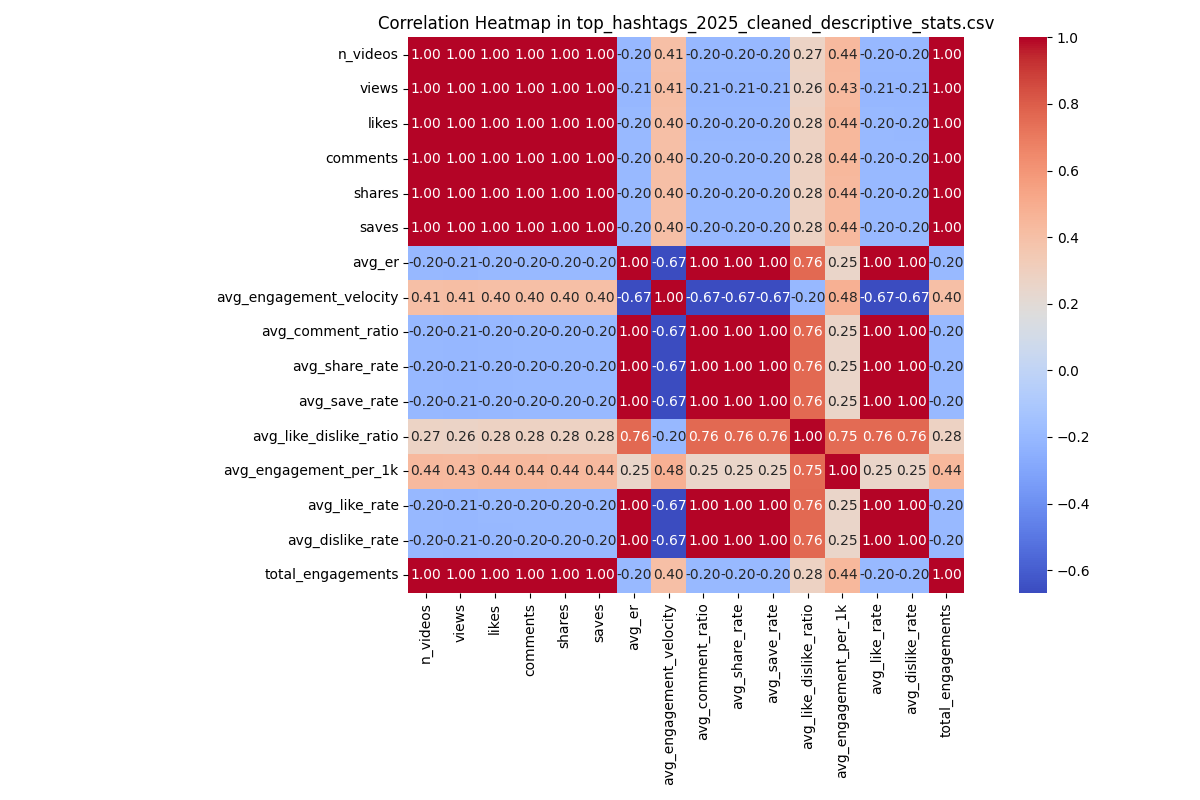 Correlation Heatmap in top_hashtags_2025_cleaned_descriptive_stats.csv
n_videos 1.00 1.00 1.00 1.00 1.00 1.00 -0.20 0.41 -0.20 -0.20 -0.20 0.27 0.44 -0.20 -0.20 1.00
views 1.00 1.00 1.00 1.00 1.00 1.00 -0.21 0.41 -0.21 -0.21 -0.21 0.26 0.43 -0.21 -0.21 1.00
likes 1.00 1.00 1.00 1.00 1.00 1.00 -0.20 0.40 -0.20 -0.20 -0.20 0.28 0.44 -0.20 -0.20 1.00
comments 1.00 1.00 1.00 1.00 1.00 1.00 -0.20 0.40 -0.20 -0.20 -0.20 0.28 0.44 -0.20 -0.20 1.00
shares 1.00 1.00 1.00 1.00 1.00 1.00 -0.20 0.40 -0.20 -0.20 -0.20 0.28 0.44 -0.20 -0.20 1.00
saves 1.00 1.00 1.00 1.00 1.00 1.00 -0.20 0.40 -0.20 -0.20 -0.20 0.28 0.44 -0.20 -0.20 1.00
avg_er -0.20 -0.21 -0.20 -0.20 -0.20 -0.20 1.00 -0.67 1.00 1.00 1.00 0.76 0.25 1.00 1.00 -0.20
avg_engagement_velocity 0.41 0.41 0.40 0.40 0.40 0.40 -0.67 1.00 -0.67 -0.67 -0.67 -0.20 0.48 -0.67 -0.67 0.40
avg_comment_ratio -0.20 -0.21 -0.20 -0.20 -0.20 -0.20 1.00 -0.67 1.00 1.00 1.00 0.76 0.25 1.00 1.00 -0.20
avg_share_rate -0.20 -0.21 -0.20 -0.20 -0.20 -0.20 1.00 -0.67 1.00 1.00 1.00 0.76 0.25 1.00 1.00 -0.20
avg_save_rate -0.20 -0.21 -0.20 -0.20 -0.20 -0.20 1.00 -0.67 1.00 1.00 1.00 0.76 0.25 1.00 1.00 -0.20
avg_like_dislike_ratio 0.27 0.26 0.28 0.28 0.28 0.28 0.76 -0.20 0.76 0.76 0.76 1.00 0.75 0.76 0.76 0.28
avg_engagement_per_1k 0.44 0.43 0.44 0.44 0.44 0.44 0.25 0.48 0.25 0.25 0.25 0.75 1.00 0.25 0.25 0.44
avg_like_rate -0.20 -0.21 -0.20 -0.20 -0.20 -0.20 1.00 -0.67 1.00 1.00 1.00 0.76 0.25 1.00 1.00 -0.20
avg_dislike_rate -0.20 -0.21 -0.20 -0.20 -0.20 -0.20 1.00 -0.67 1.00 1.00 1.00 0.76 0.25 1.00 1.00 -0.20
total_engagements 1.00 1.00 1.00 1.00 1.00 1.00 -0.20 0.40 -0.20 -0.20 -0.20 0.28 0.44 -0.20 -0.20 1.00
n_videos
views
likes
comments
shares
saves
avg_er
avg_engagement_velocity
avg_comment_ratio
avg_share_rate
avg_save_rate
avg_like_dislike_ratio
avg_engagement_per_1k
avg_like_rate
avg_dislike_rate
total_engagements
1.0
0.8
0.6
0.4
0.2
0.0
−0.2
−0.4
−0.6